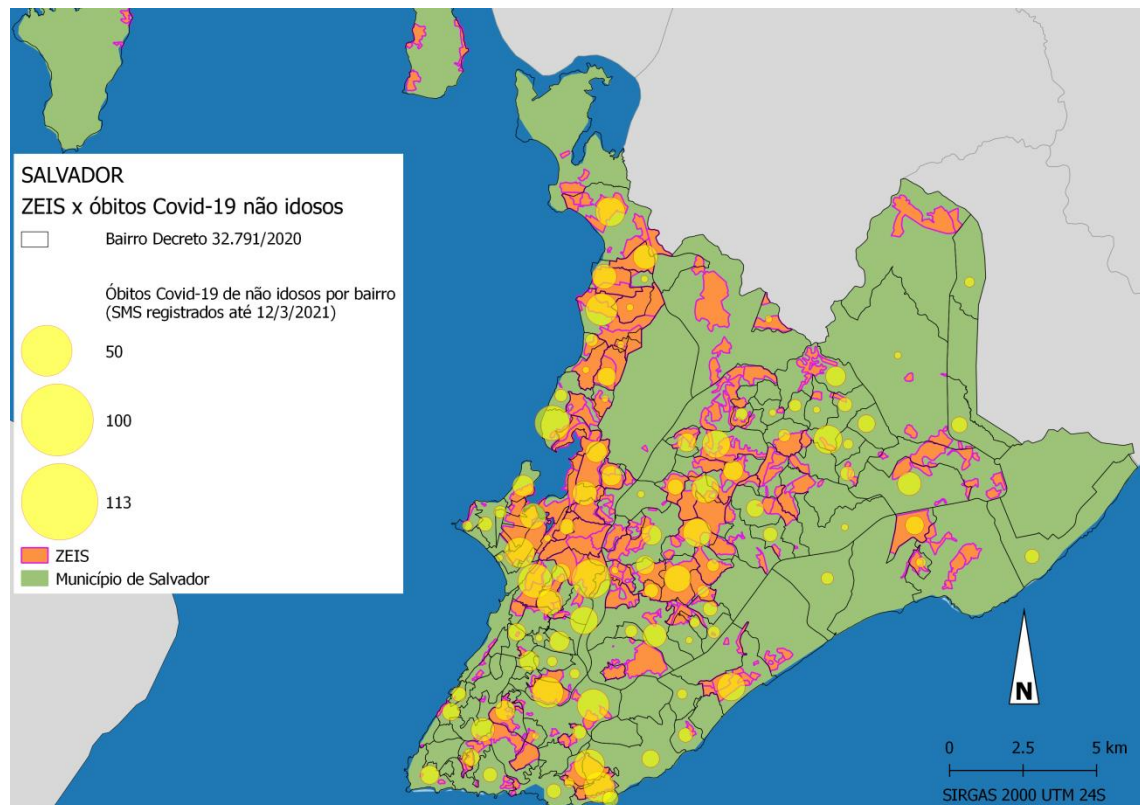 SALVADOR
ZEIS x óbitos Covid-19 não idosos
Bairro Decreto 32.791/2020
Óbitos Covid-19 de não idosos por bairro
(SMS registrados até 12/3/2021)
50
100
113
ZEIS
Município de Salvador
N
0 2.5 5 km
SIRGAS 2000 UTM 24S